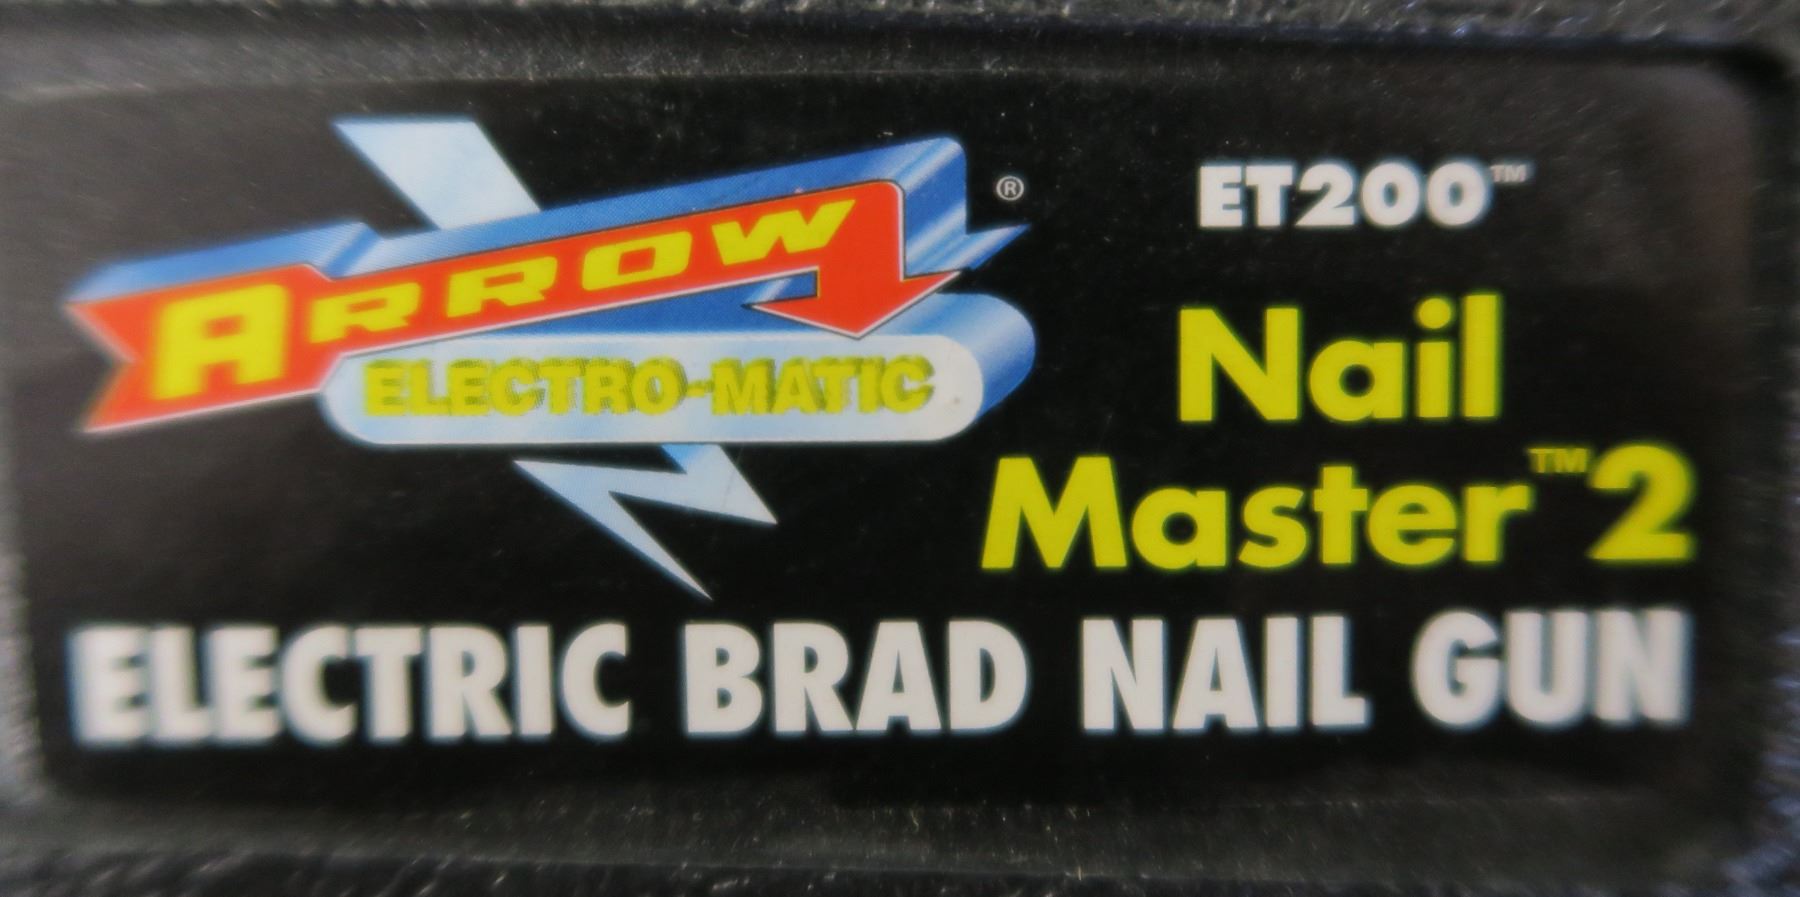 ARROW ®
ELECTRO-MATIC
ET200™
Nail
Master™2
ELECTRIC BRAD NAIL GUN